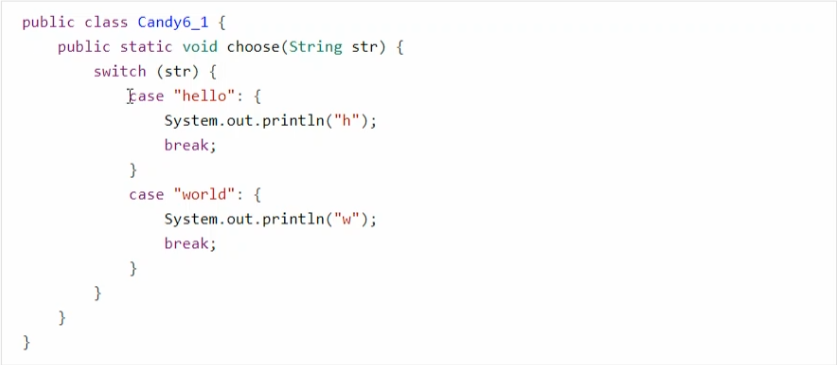 public class Candy6_1 {
    public static void choose(String str) {
        switch (str) {
            case "hello": {
                System.out.println("h");
                break;
            }
            case "world": {
                System.out.println("w");
                break;
            }
        }
    }
}